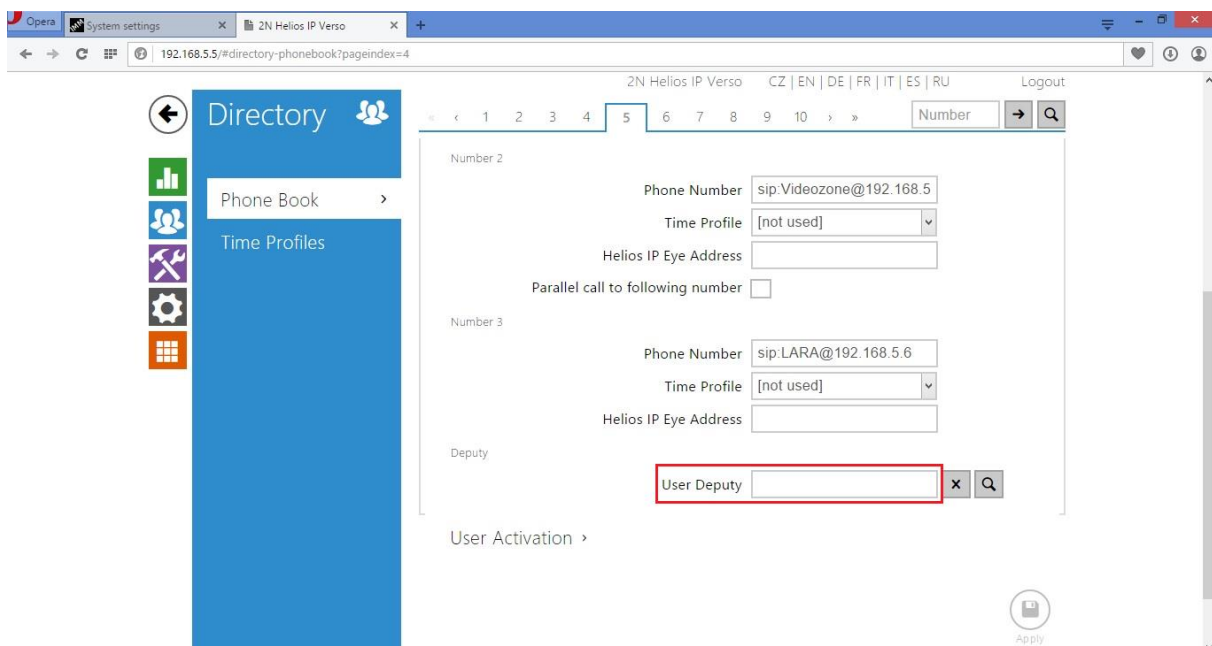 Opera
System settings
2N Helios IP Verso
192.168.5.5/#directory-phonebook?pageindex=4
2N Helios IP Verso CZ | EN | DE | FR | IT | ES | RU Logout
Directory
« ‹ 1 2 3 4 5 6 7 8 9 10 › » Number
Number 2
Phone Book ›
Phone Number sip:Videozone@192.168.5
Time Profile [not used]
Time Profiles
Helios IP Eye Address
Parallel call to following number
Number 3
Phone Number sip:LARA@192.168.5.6
Time Profile [not used]
Helios IP Eye Address
Deputy
User Deputy
User Activation ›
Apply